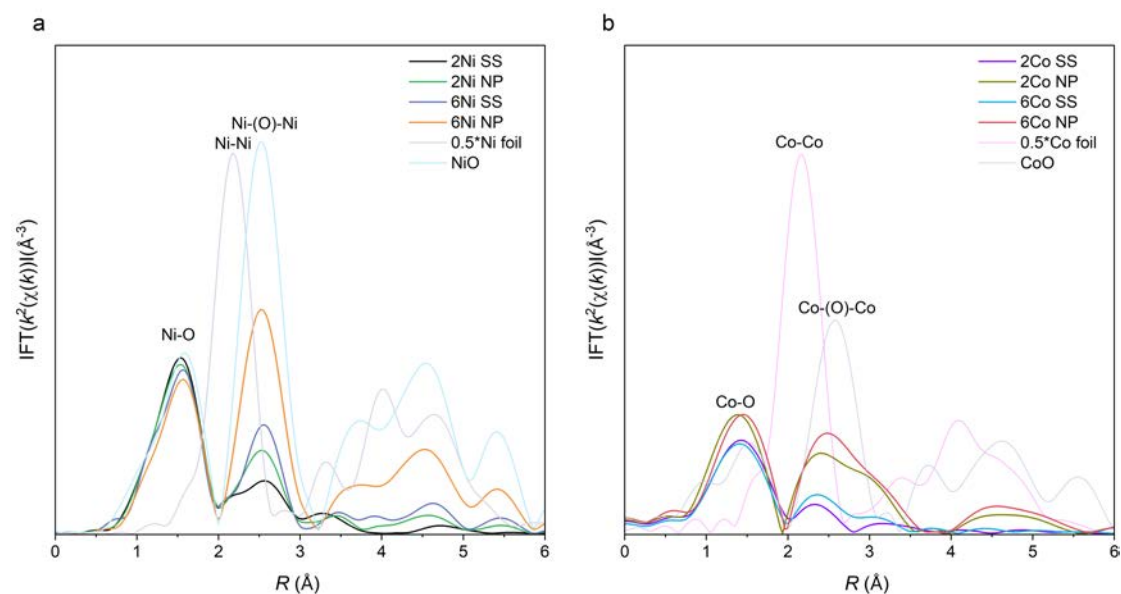 a
2Ni SS
2Ni NP
6Ni SS
6Ni NP
0.5*Ni foil
NiO
Ni-(O)-Ni
Ni-Ni
Ni-O
IFT(k²(χ(k))I(Å⁻³)
0 1 2 3 4 5 6
R (Å)
b
2Co SS
2Co NP
6Co SS
6Co NP
0.5*Co foil
CoO
Co-Co
Co-(O)-Co
Co-O
IFT(k²(χ(k))I(Å⁻³)
0 1 2 3 4 5 6
R (Å)